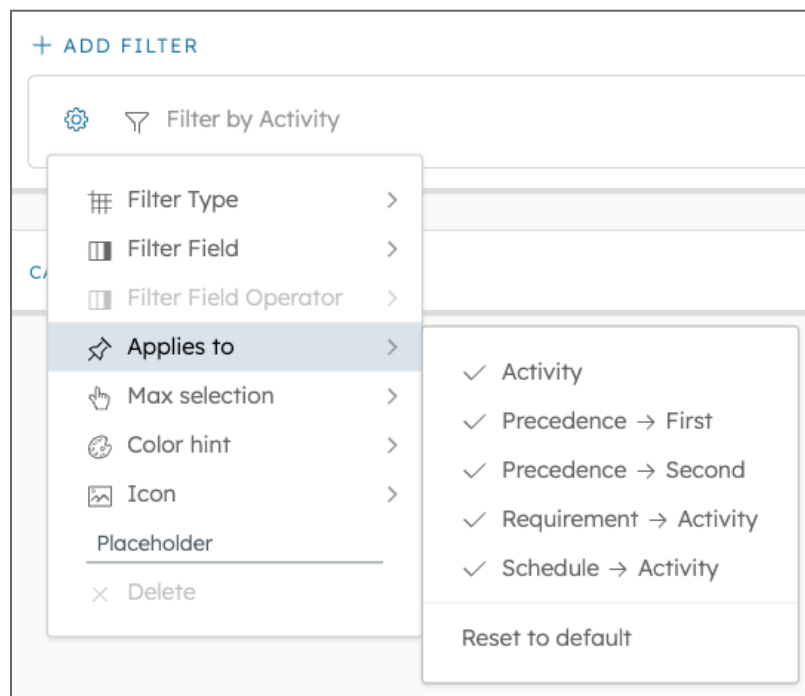 + ADD FILTER
Filter by Activity
Filter Type
Filter Field
CA
Filter Field Operator
Applies to
Max selection
Color hint
Icon
Placeholder
Delete
Activity
Precedence → First
Precedence → Second
Requirement → Activity
Schedule → Activity
Reset to default